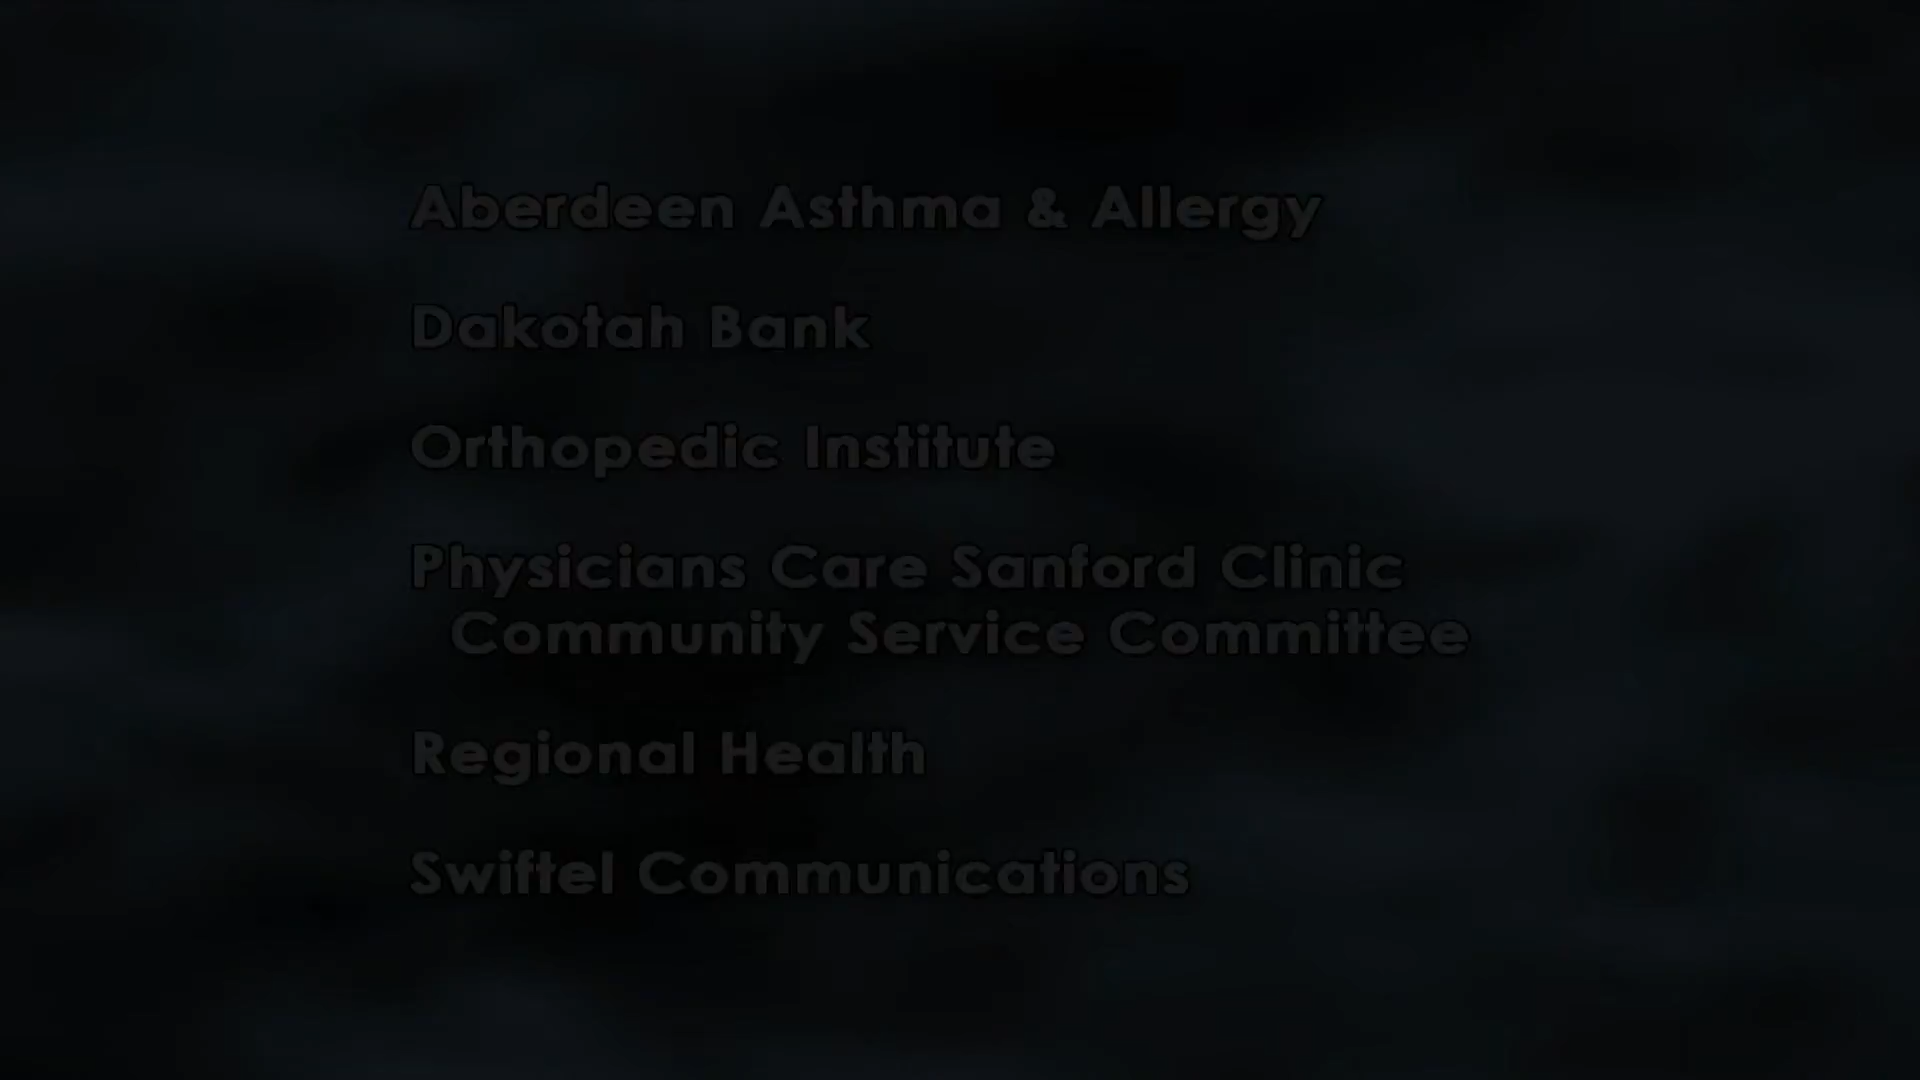 Aberdeen Asthma & Allergy
Dakotah Bank
Orthopedic Institute
Physicians Care Sanford Clinic
Community Service Committee
Regional Health
Swiftel Communications